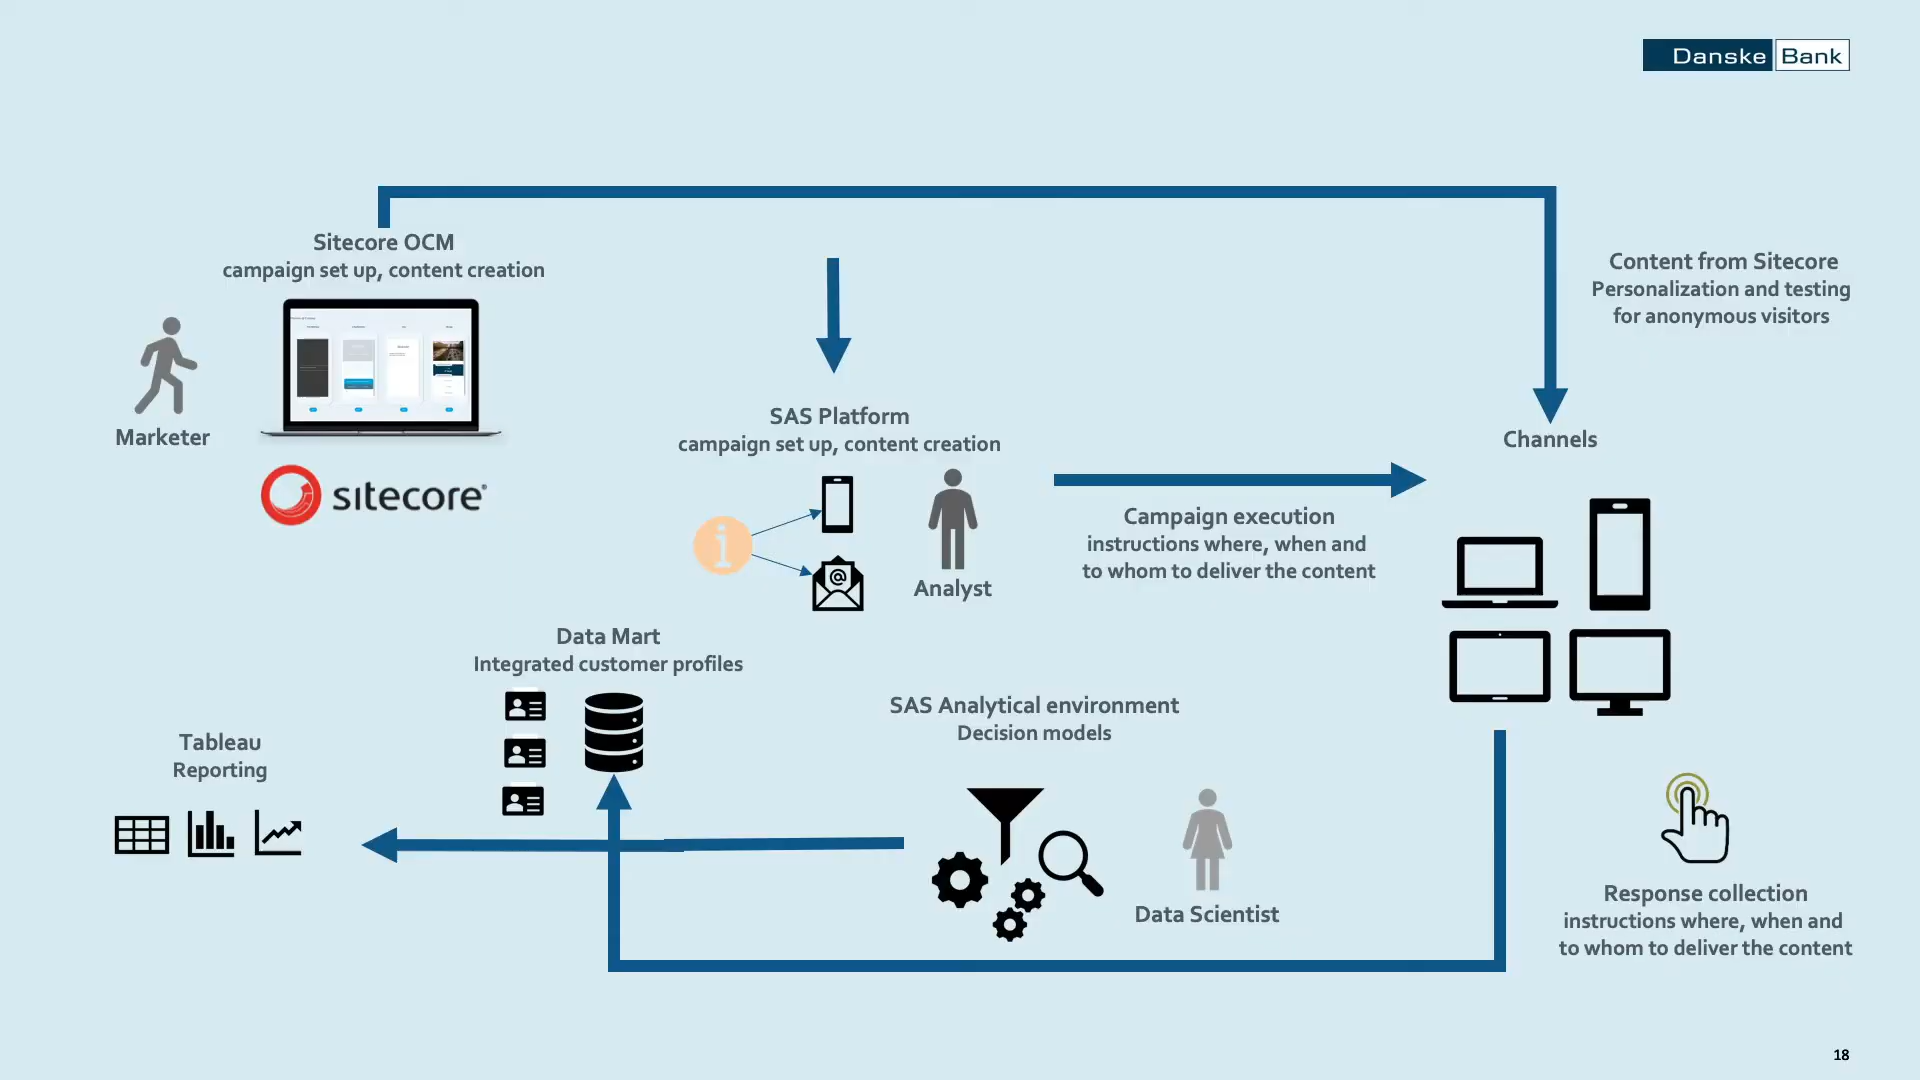 Danske Bank
Sitecore OCM
campaign set up, content creation
Marketer
sitecore
Content from Sitecore
Personalization and testing
for anonymous visitors
SAS Platform
campaign set up, content creation
Analyst
Campaign execution
instructions where, when and
to whom to deliver the content
Channels
Data Mart
Integrated customer profiles
SAS Analytical environment
Decision models
Tableau
Reporting
Data Scientist
Response collection
instructions where, when and
to whom to deliver the content
18